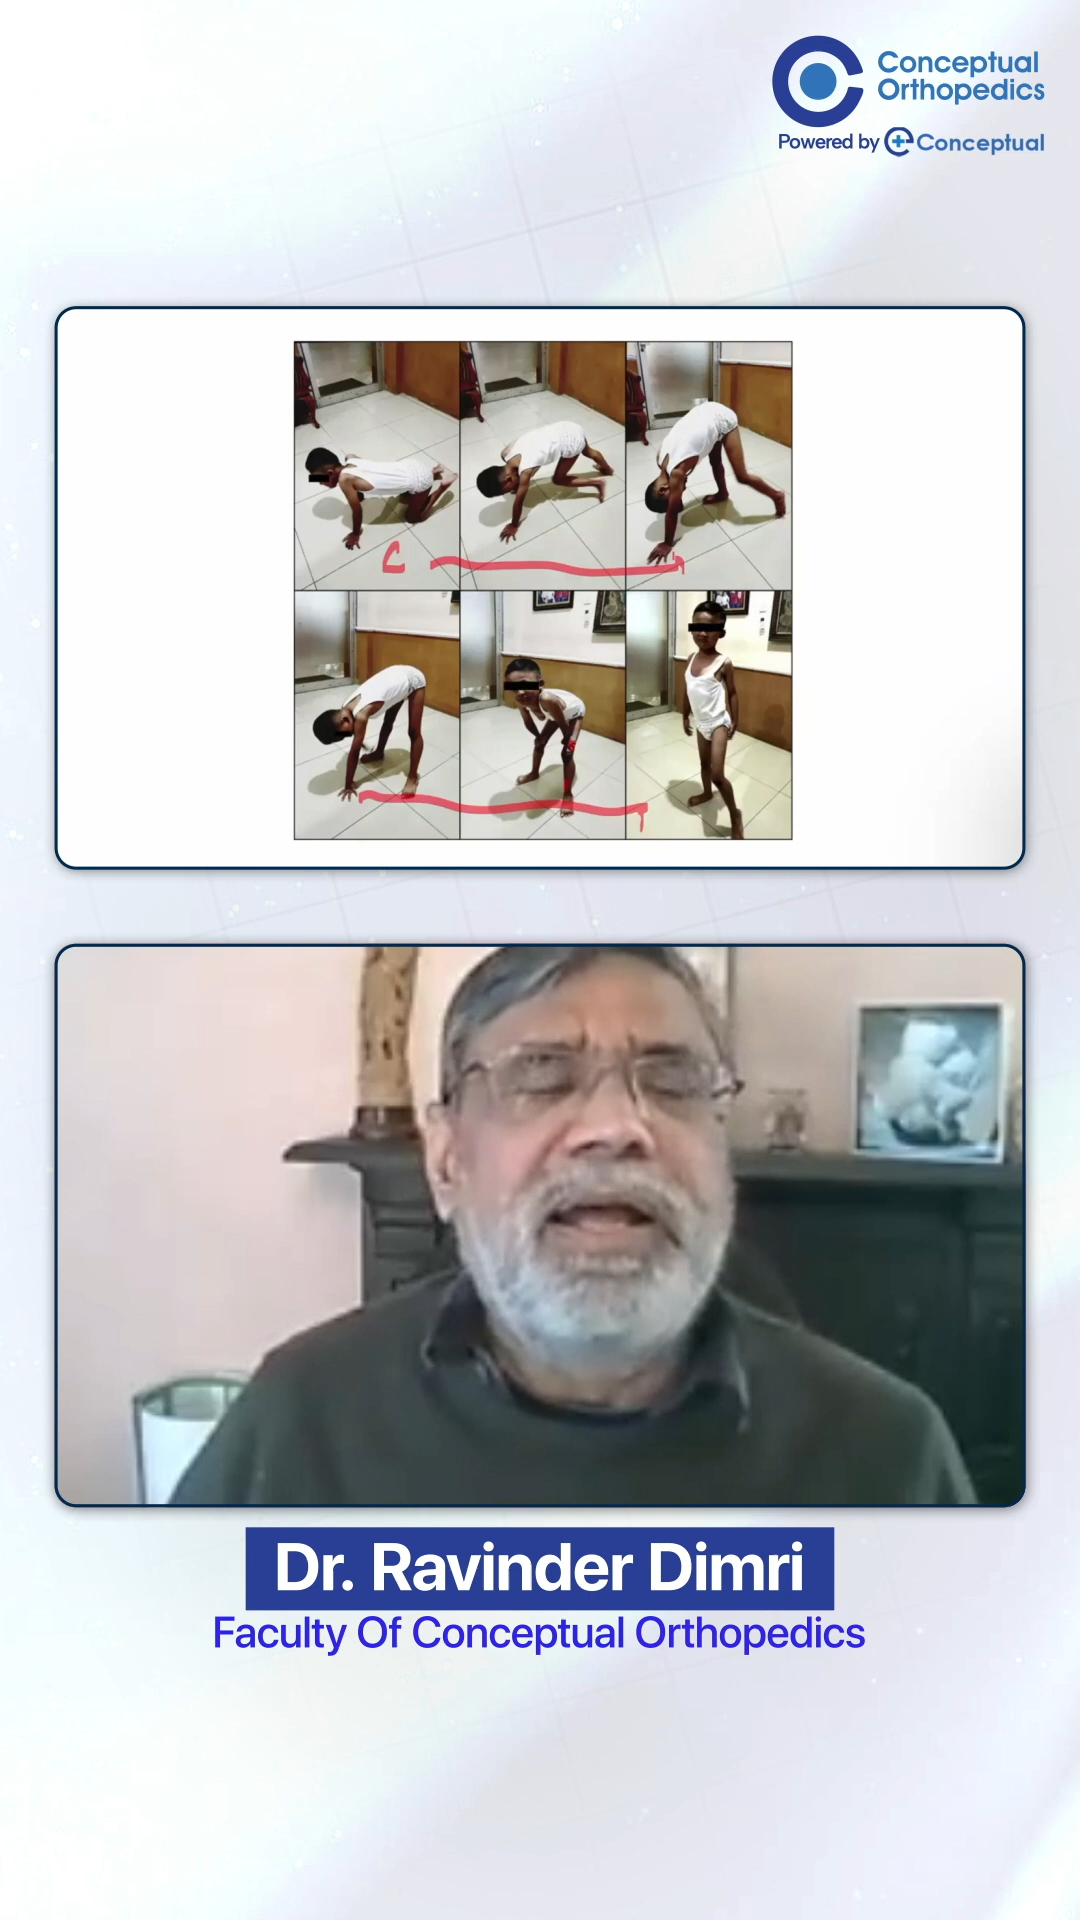 Conceptual
Orthopedics
Powered by Conceptual
Dr. Ravinder Dimri
Faculty Of Conceptual Orthopedics